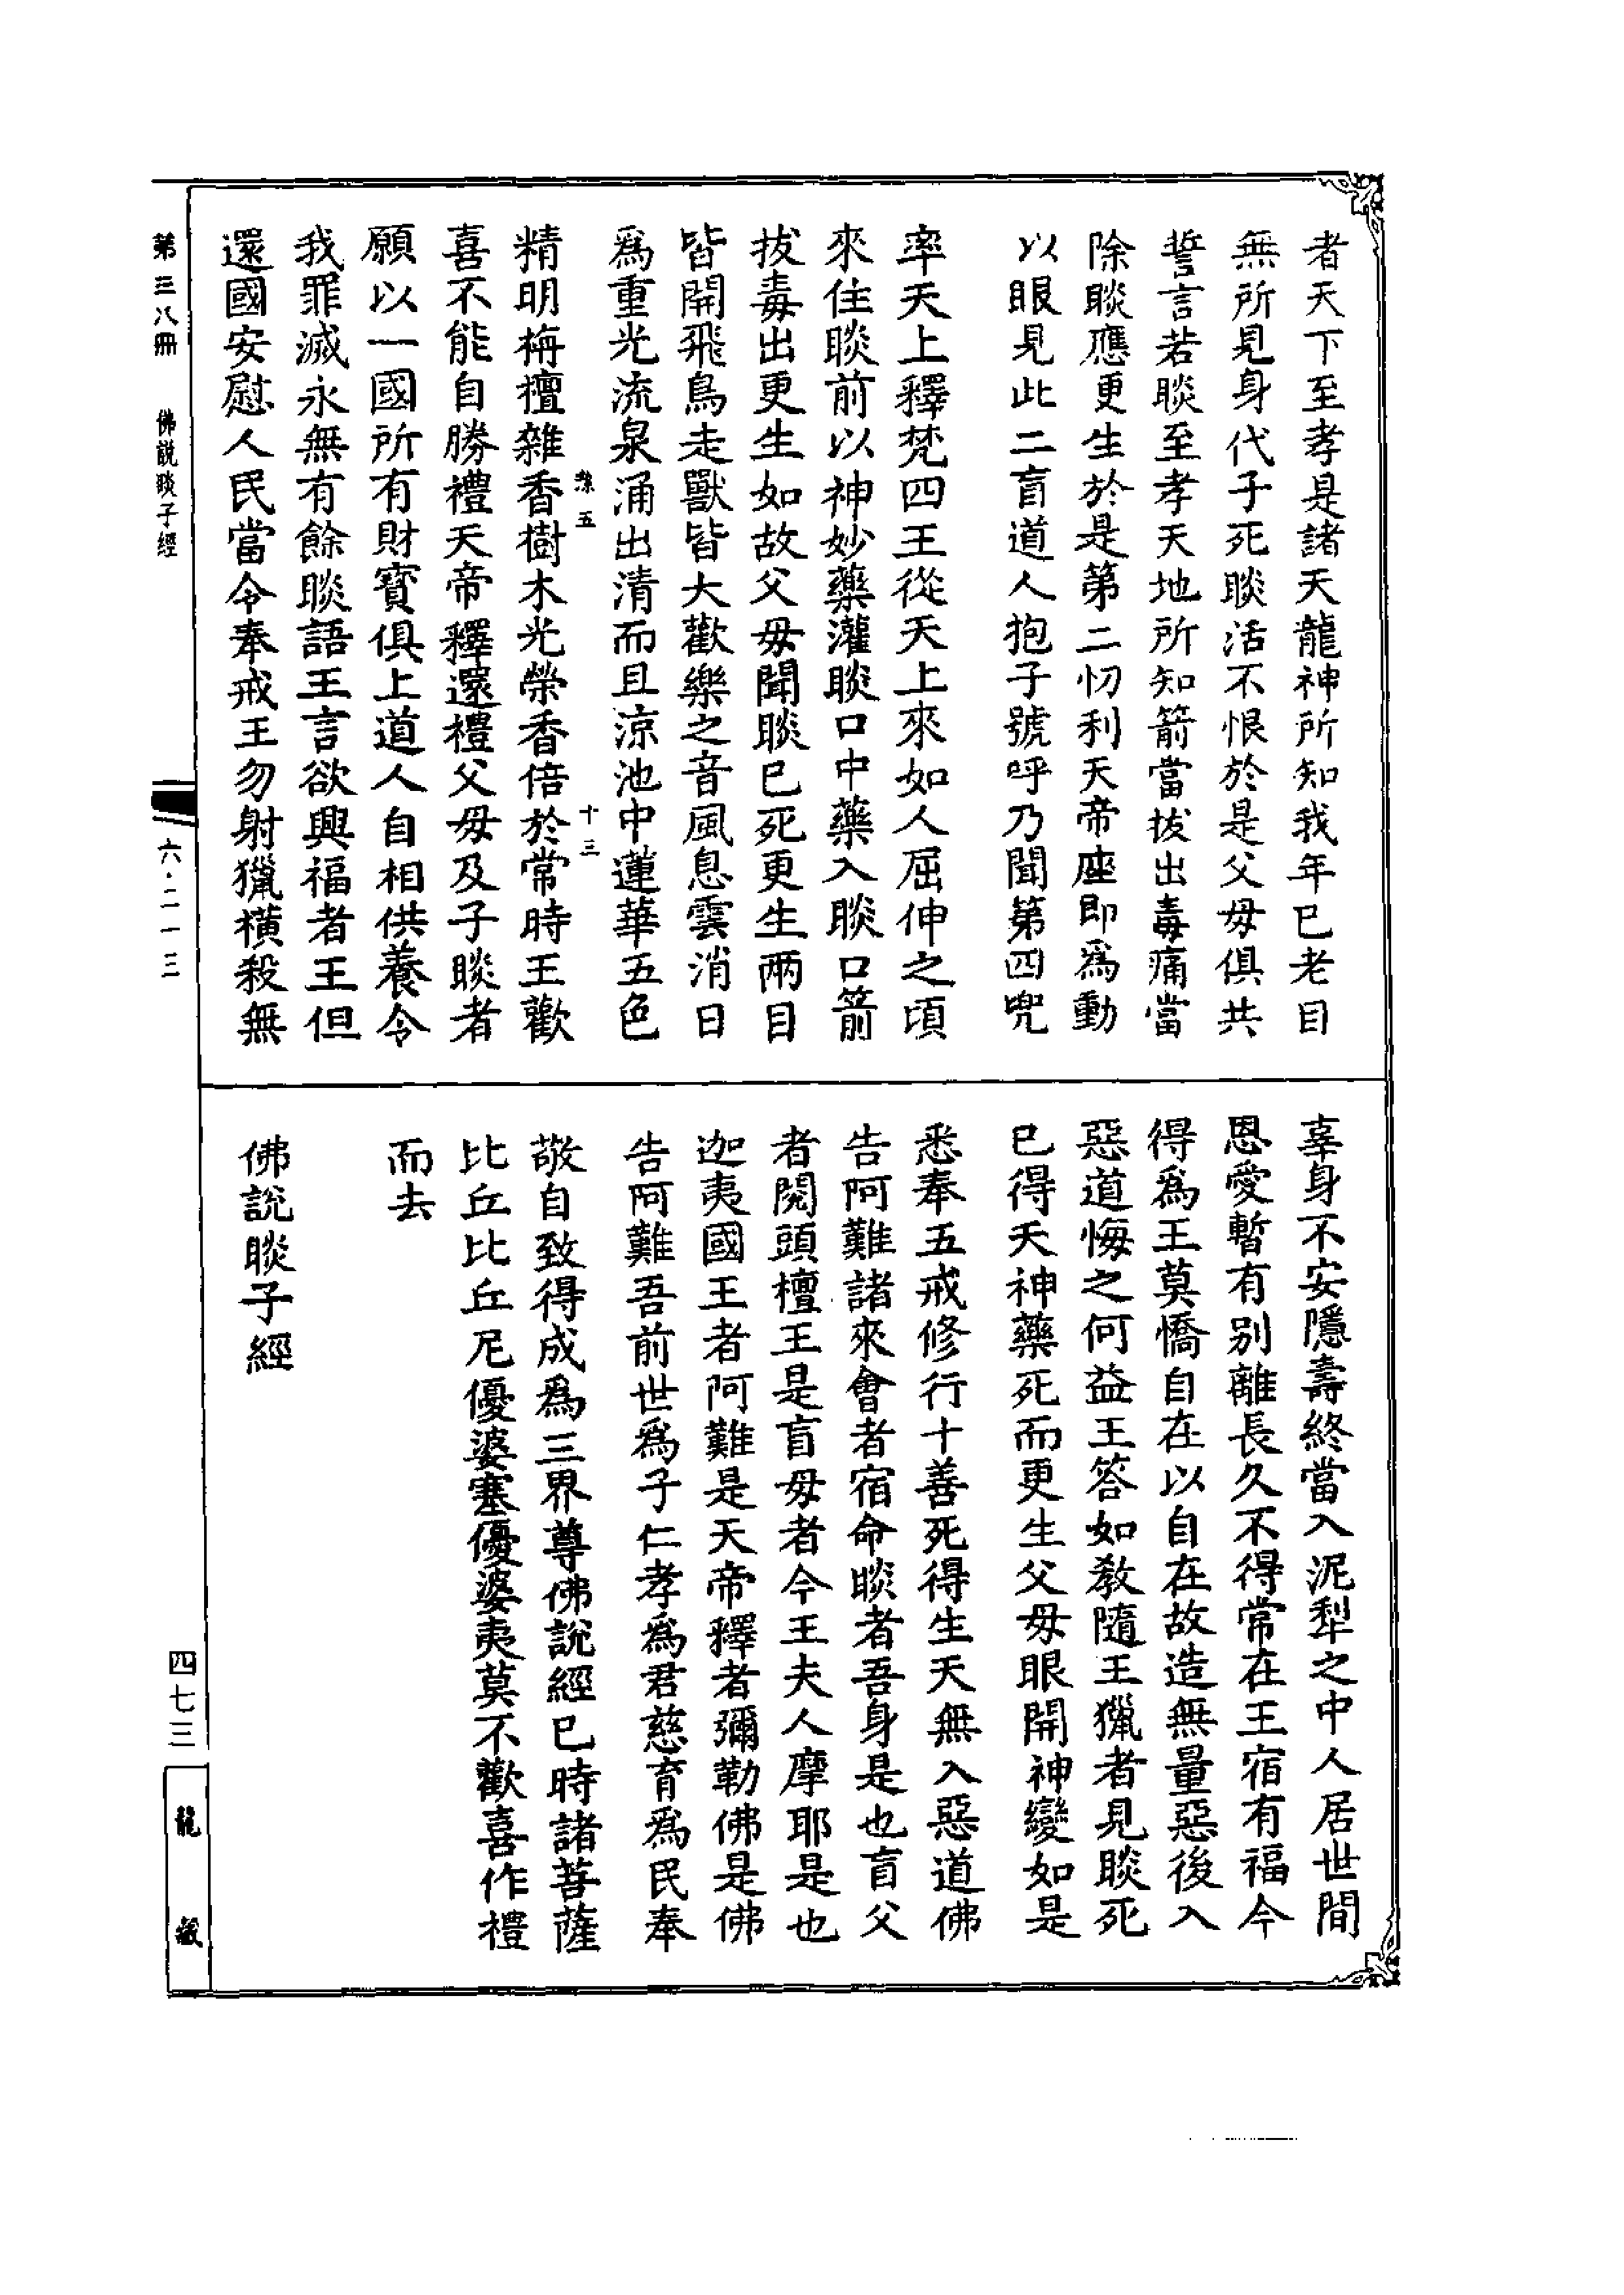 者天下至孝是諸天龍神所知我年已老目
無所見身代子死睒活不恨於是父毋俱共
誓言若睒至孝天地所知箭當拔出毒痛當
除睒應更生於是第二忉利天帝座即爲動
以眼見此二盲道人抱子號呼乃聞第四兜
率天上釋梵四王從天上來如人屈伸之頃
來住睒前以神妙藥灌睒口中藥入睒口箭
拔毒出更生如故父毋聞睒已死更生兩目
皆開飛鳥走獸皆大歡樂之音風息雲消日
爲重光流泉涌出清而且涼池中蓮華五色
五 十三
精明栴檀雜香樹木光榮香倍於常時王歡
喜不能自勝禮天帝釋還禮父毋及子睒者
願以一國所有財寶俱上道人自相供養令
我罪滅永無有餘睒語王言欲興福者王但
還國安慰人民當令奉戒王勿射獵橫殺無
第三八冊 佛說睒子經 六·二一三
辜身不安隱壽終當入泥犁之中人居世間
恩愛暫有別離長久不得常在王宿有福今
得爲王莫憍自在以自在故造無量惡後入
惡道悔之何益王答如教隨王獵者見睒死
已得天神藥死而更生父毋眼開神變如是
悉奉五戒修行十善死得生天無入惡道佛
告阿難諸來會者宿命睒者吾身是也盲父
者閱頭檀王是盲毋者今王夫人摩耶是也
迦夷國王者阿難是天帝釋者彌勒佛是佛
告阿難吾前世爲子仁孝爲君慈育爲民奉
敬自致得成爲三界尊佛說經已時諸菩薩
比丘比丘尼優婆塞優婆夷莫不歡喜作禮
而去
佛說睒子經
四七三
龍藏